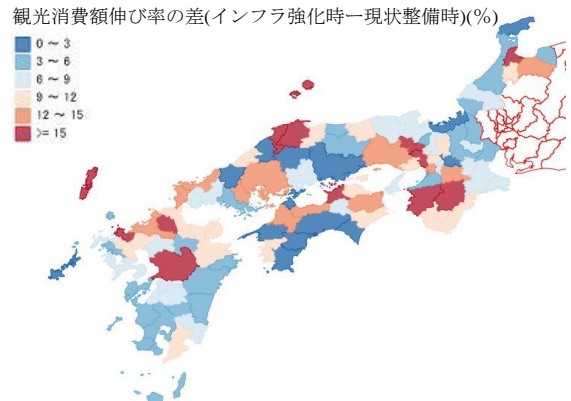 観光消費額伸び率の差(インフラ強化時ー現状整備時)(%)
0 ～ 3
3 ～ 6
6 ～ 9
9 ～ 12
12 ～ 15
>= 15